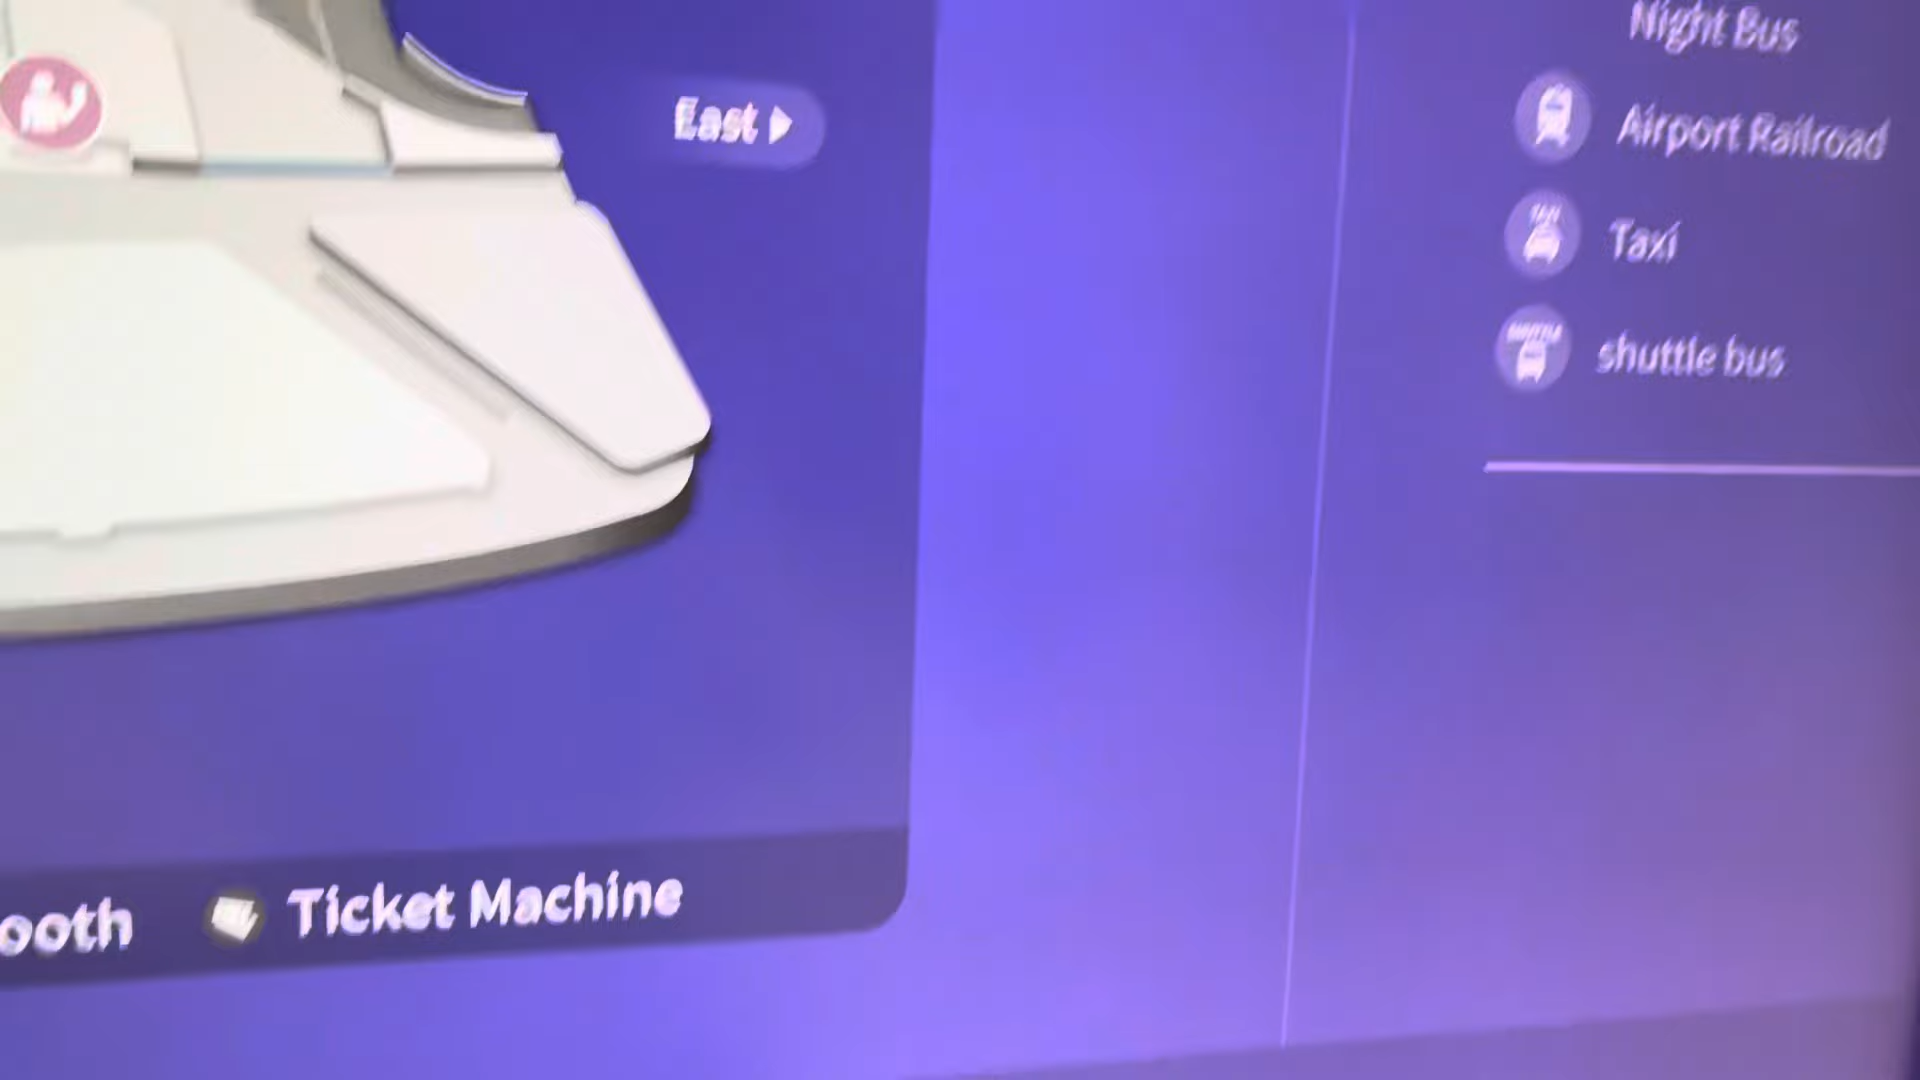 East
Night Bus
Airport Railroad
Taxi
shuttle bus
ooth
Ticket Machine